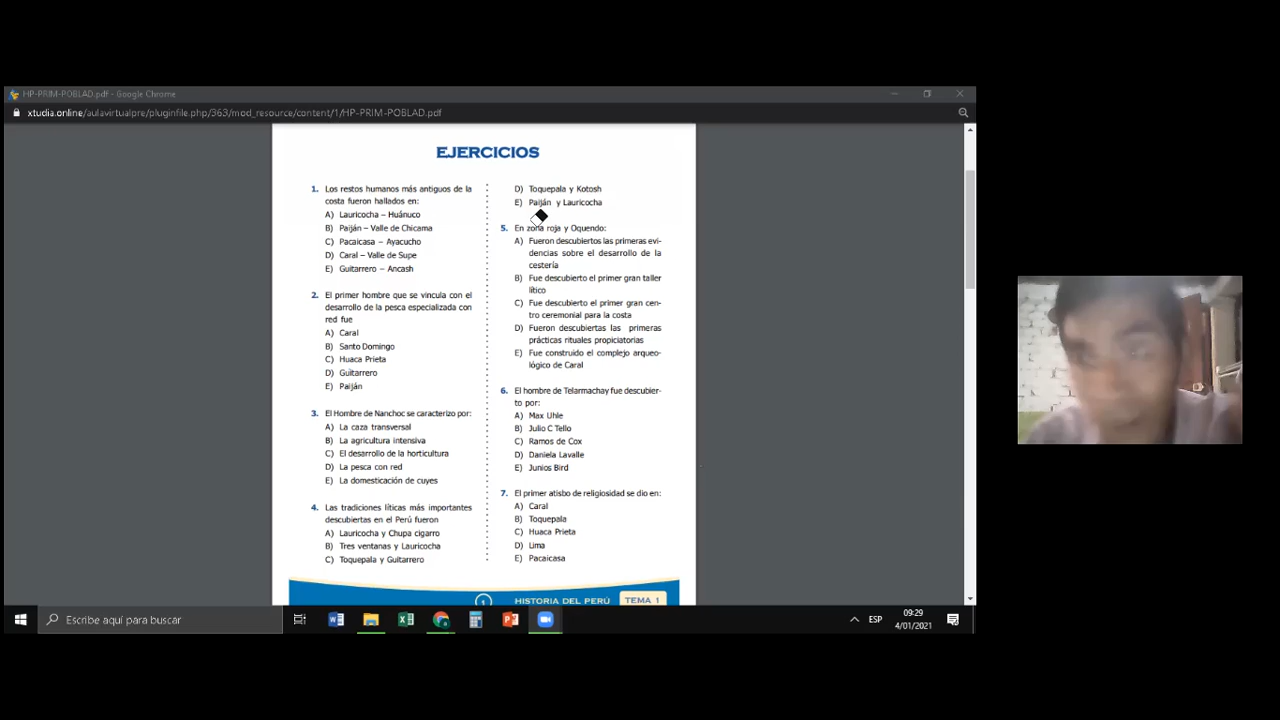 HP-PRIM-POBLAD.pdf - Google Chrome
xtudia.online/aulavirtualpre/pluginfile.php/363/mod_resource/content/1/HP-PRIM-POBLAD.pdf
EJERCICIOS
1. Los restos humanos más antiguos de la
costa fueron hallados en:
A) Lauricocha – Huánuco
B) Paiján – Valle de Chicama
C) Pacaicasa – Ayacucho
D) Caral – Valle de Supe
E) Guitarrero – Ancash
2. El primer hombre que se vincula con el
desarrollo de la pesca especializada con
red fue
A) Caral
B) Santo Domingo
C) Huaca Prieta
D) Guitarrero
E) Paiján
3. El Hombre de Nanchoc se caracterizo por:
A) La caza transversal
B) La agricultura intensiva
C) El desarrollo de la horticultura
D) La pesca con red
E) La domesticación de cuyes
4. Las tradiciones líticas más importantes
descubiertas en el Perú fueron
A) Lauricocha y Chupa cigarro
B) Tres ventanas y Lauricocha
C) Toquepala y Guitarrero
D) Toquepala y Kotosh
E) Paiján y Lauricocha
5. En zona roja y Oquendo:
A) Fueron descubiertos las primeras evi-
dencias sobre el desarrollo de la
cestería
B) Fue descubierto el primer gran taller
lítico
C) Fue descubierto el primer gran cen-
tro ceremonial para la costa
D) Fueron descubiertas las primeras
prácticas rituales propiciatorias
E) Fue construido el complejo arqueo-
lógico de Caral
6. El hombre de Telarmachay fue descubier-
to por:
A) Max Uhle
B) Julio C Tello
C) Ramos de Cox
D) Daniela Lavalle
E) Junios Bird
7. El primer atisbo de religiosidad se dio en:
A) Caral
B) Toquepala
C) Huaca Prieta
D) Lima
E) Pacaicasa
1 HISTORIA DEL PERÚ TEMA 1
Escribe aquí para buscar
ESP
09:29
4/01/2021